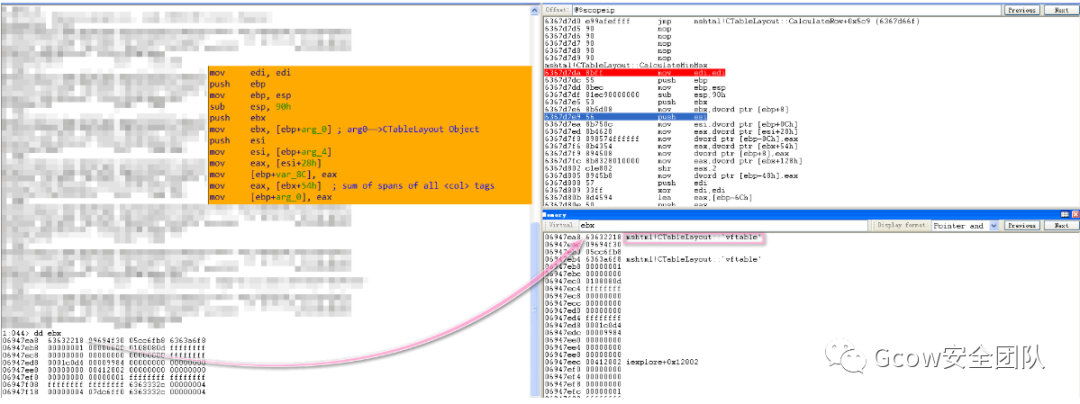 mov edi, edi
push ebp
mov ebp, esp
sub esp, 90h
push ebx
mov ebx, [ebp+arg_0] ; arg0—>CTableLayout Object
push esi
mov esi, [ebp+arg_4]
mov eax, [esi+28h]
mov [ebp+var_8C], eax
mov eax, [ebx+54h] ; sum of spans of all <col> tags
mov [ebp+arg_0], eax
1:044> dd ebx
06947ea8 63632218 09694f30 05cc6fb8 6363a6f8
06947eb8 00000001 00000000 0108080d ffffffff
06947ec8 00000000 00000000 00000000 ffffffff
06947ed8 0001c0d4 00009984 00000000 00000000
06947ee8 00000000 00412802 00000000 00000000
06947ef8 00000000 00000001 ffffffff ffffffff
06947f08 ffffffff ffffffff 6363332c 00000004
06947f18 00000004 07dc6ff0 6363332c 00000004
Offset: @$scopeip
Previous
Next
6367d7d0 e99afeffff jmp mshtml!CTableLayout::CalculateRow+0x5c9 (6367d66f)
6367d7d5 90 nop
6367d7d6 90 nop
6367d7d7 90 nop
6367d7d8 90 nop
6367d7d9 90 nop
mshtml!CTableLayout::CalculateMinMax
6367d7da 8bff mov edi,edi
6367d7dc 55 push ebp
6367d7dd 8bec mov ebp,esp
6367d7df 81ec90000000 sub esp,90h
6367d7e5 53 push ebx
6367d7e6 8b5d08 mov ebx,dword ptr [ebp+8]
6367d7e9 56 push esi
6367d7ea 8b750c mov esi,dword ptr [ebp+0Ch]
6367d7ed 8b4628 mov eax,dword ptr [esi+28h]
6367d7f0 898574ffffff mov dword ptr [ebp-8Ch],eax
6367d7f6 8b4354 mov eax,dword ptr [ebx+54h]
6367d7f9 894508 mov dword ptr [ebp+8],eax
6367d7fc 8b8328010000 mov eax,dword ptr [ebx+128h]
6367d802 c1e802 shr eax,2
6367d805 8945b8 mov dword ptr [ebp-48h],eax
6367d808 57 push edi
6367d809 33ff xor edi,edi
6367d80b 8d4594 lea eax,[ebp-6Ch]
push eax
Memory
Virtual: ebx
Display format: Pointer and
Previous
Next
06947ea8 63632218 mshtml!CTableLayout::`vftable'
09694f30
05cc6fb8
06947eb4 6363a6f8 mshtml!CTableLayout::`vftable'
06947eb8 00000001
06947ebc 00000000
06947ec0 0108080d
06947ec4 ffffffff
06947ec8 00000000
06947ecc 00000000
06947ed0 00000000
06947ed4 ffffffff
06947ed8 0001c0d4
06947edc 00009984
06947ee0 00000000
06947ee4 00000000
06947ee8 00000000
06947eec 00412802 iexplore+0x12802
06947ef0 00000000
06947ef4 00000000
06947ef8 00000000
06947efc 00000001
Gcow安全团队